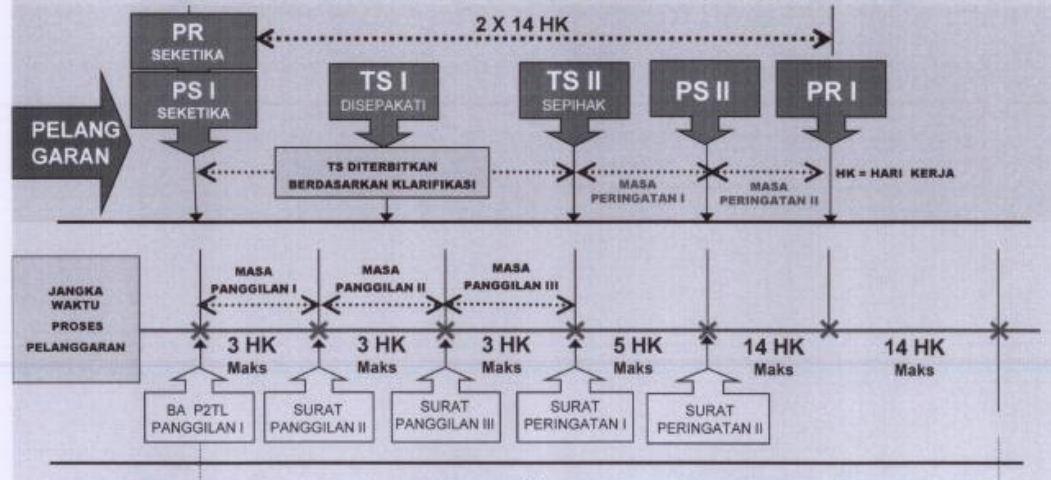 2 X 14 HK
PR
SEKETIKA
PS I
SEKETIKA
TS I
DISEPAKATI
TS II
SEPIHAK
PS II
PR I
PELANG
GARAN
TS DITERBITKAN
BERDASARKAN KLARIFIKASI
MASA
PERINGATAN I
MASA
PERINGATAN II
HK = HARI KERJA
JANGKA
WAKTU
PROSES
PELANGGARAN
MASA
PANGGILAN I
MASA
PANGGILAN II
MASA
PANGGILAN III
3 HK
Maks
3 HK
Maks
3 HK
Maks
5 HK
Maks
14 HK
Maks
14 HK
Maks
BA P2TL
PANGGILAN I
SURAT
PANGGILAN II
SURAT
PANGGILAN III
SURAT
PERINGATAN I
SURAT
PERINGATAN II